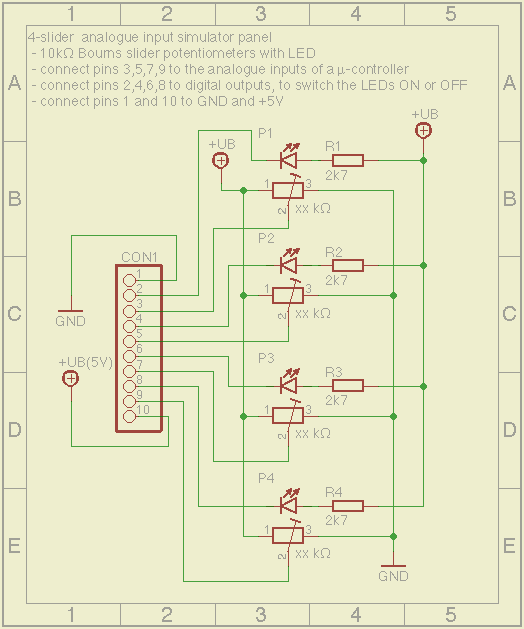 1 2 3 4 5
4-slider analogue input simulator panel
- 10kΩ Bourns slider potentiometers with LED
- connect pins 3,5,7,9 to the analogue inputs of a µ-controller
- connect pins 2,4,6,8 to digital outputs, to switch the LEDs ON or OFF
- connect pins 1 and 10 to GND and +5V
A A
+UB
P1
+UB
R1
2k7
B B
1 3
2
xx kΩ
P2
R2
2k7
CON1
1
2
3
4
5
6
7
8
9
10
GND
1 3
2
xx kΩ
C C
+UB(5V)
P3
R3
2k7
1 3
2
xx kΩ
D D
P4
R4
2k7
1 3
2
xx kΩ
E E
GND
1 2 3 4 5